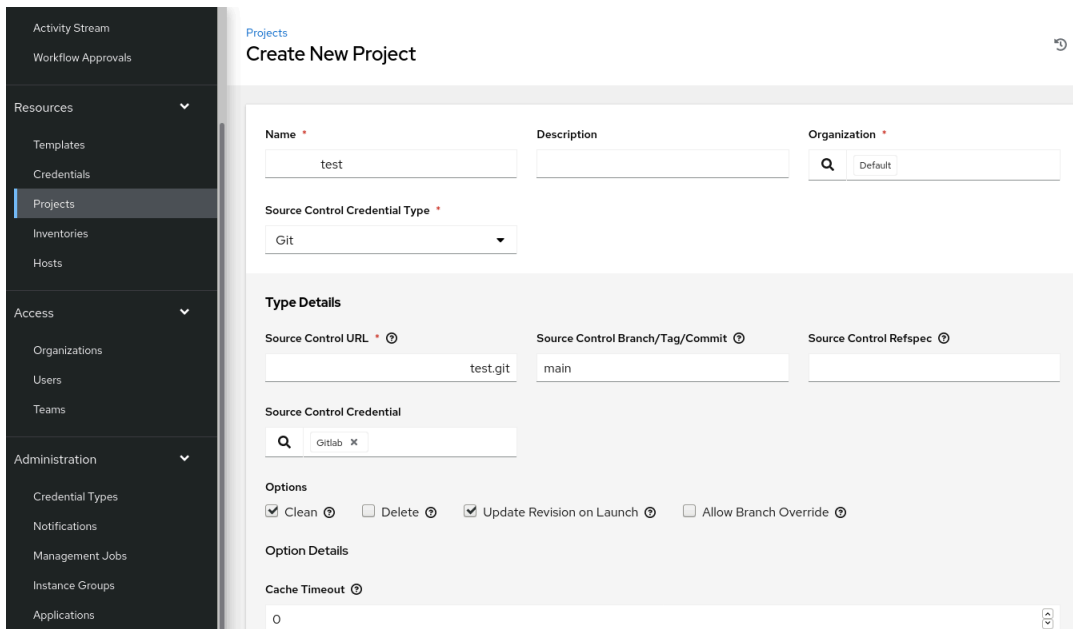 Activity Stream
Workflow Approvals
Resources
Templates
Credentials
Projects
Inventories
Hosts
Access
Organizations
Users
Teams
Administration
Credential Types
Notifications
Management Jobs
Instance Groups
Applications
Projects
Create New Project
Name * Description Organization *
test Default
Source Control Credential Type *
Git
Type Details
Source Control URL * Source Control Branch/Tag/Commit Source Control Refspec
test.git main
Source Control Credential
Gitlab
Options
Clean Delete Update Revision on Launch Allow Branch Override
Option Details
Cache Timeout
0